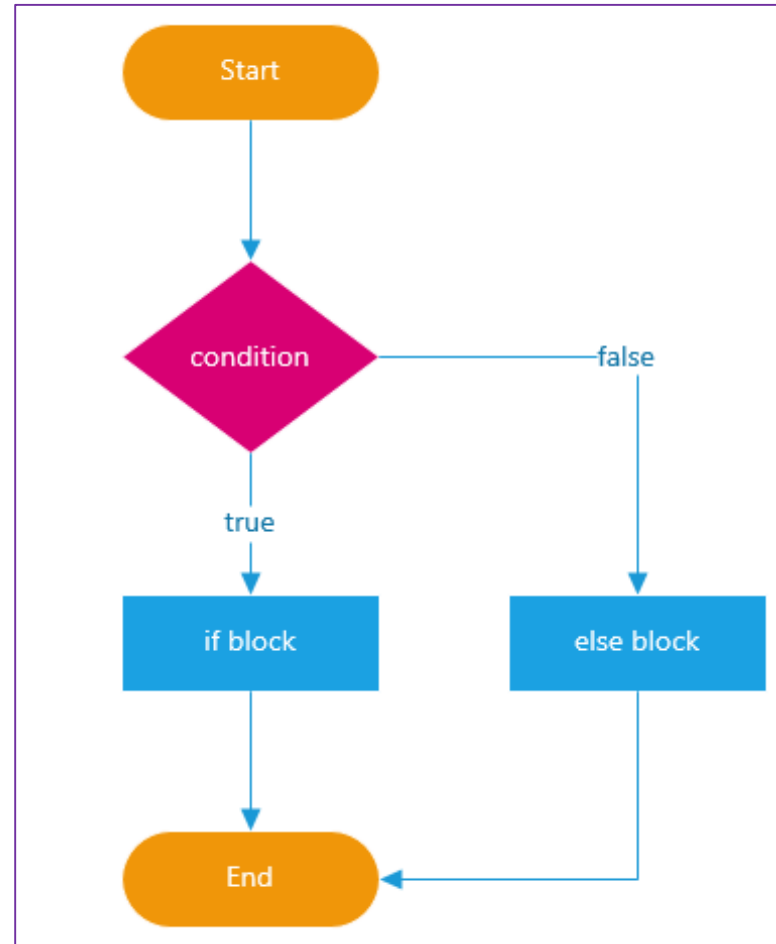 Start
condition
false
true
if block
else block
End